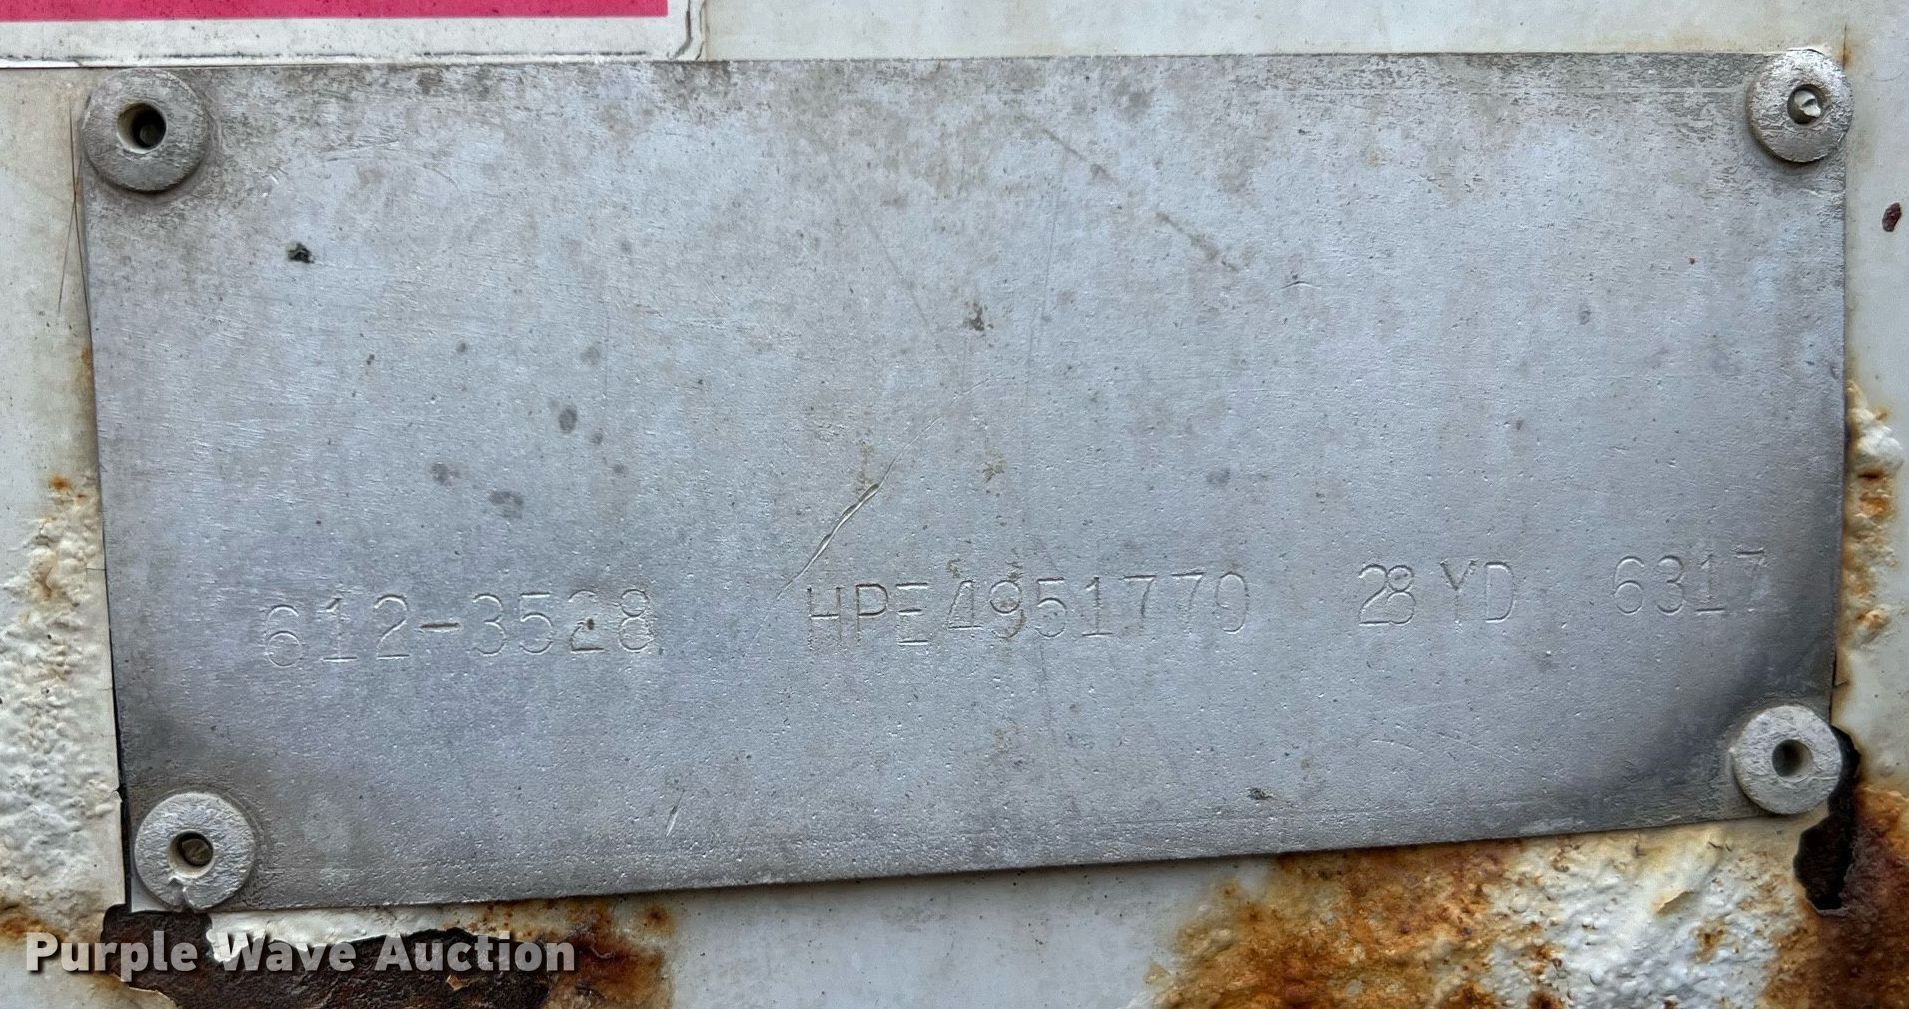 612-3528 HPE4951770 28 YD 6317
Purple Wave Auction